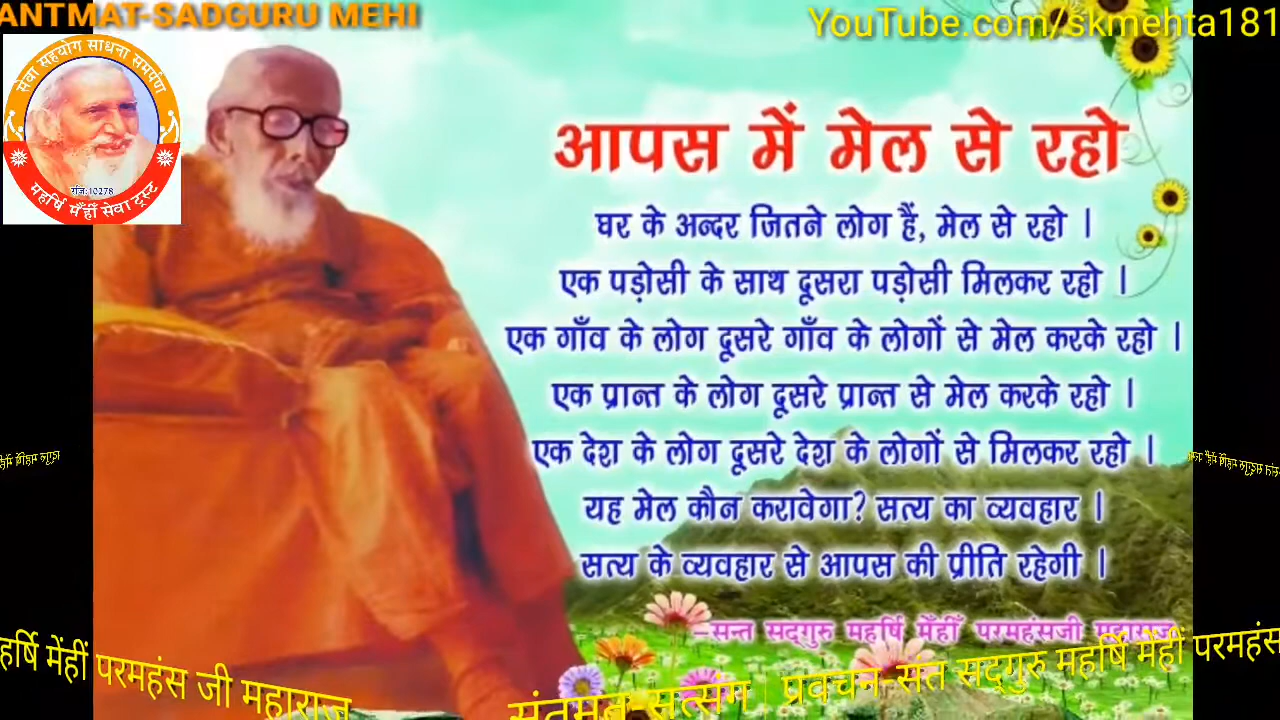 ANTMAT-SADGURU MEHI
YouTube.com/skmehta181
सेवा सहयोग साधना समर्पण
रजि:10278
महर्षि मेँहीँ सेवा ट्रस्ट
आपस में मेल से रहो
घर के अन्दर जितने लोग हैं, मेल से रहो ।
एक पड़ोसी के साथ दूसरा पड़ोसी मिलकर रहो ।
एक गाँव के लोग दूसरे गाँव के लोगों से मेल करके रहो ।
एक प्रान्त के लोग दूसरे प्रान्त से मेल करके रहो ।
एक देश के लोग दूसरे देश के लोगों से मिलकर रहो ।
यह मेल कौन करावेगा? सत्य का व्यवहार ।
सत्य के व्यवहार से आपस की प्रीति रहेगी ।
–सन्त सद्गुरु महर्षि मेँहीँ परमहंसजी महाराज
हर्षि मेंहीं परमहंस जी महाराज
संतमत-सत्संग | प्रवचन-संत सद्गुरु महर्षि मेंहीं परमहंस